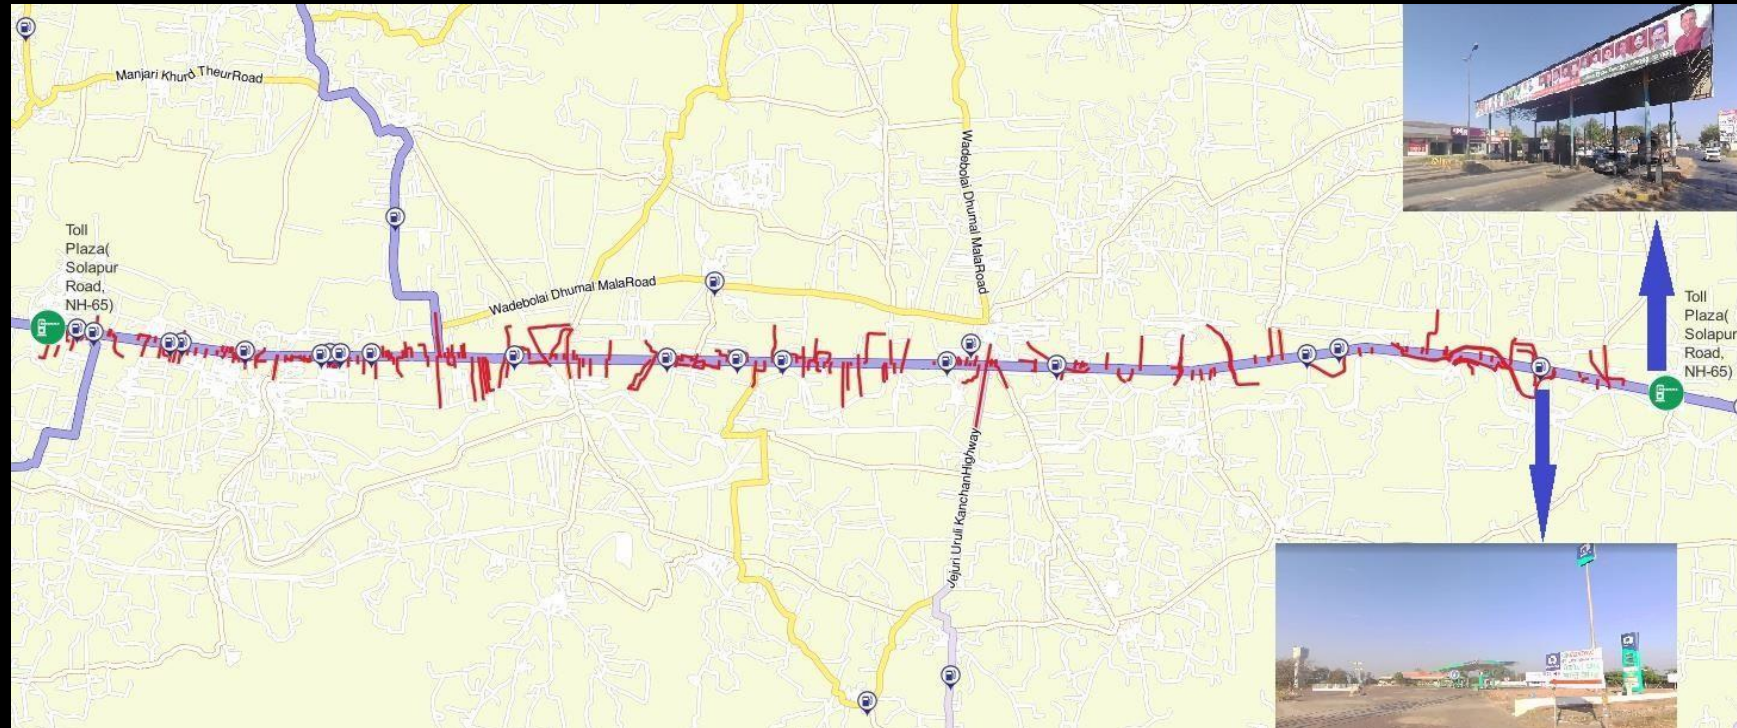 Manjari Khurd TheurRoad
Toll
Plaza(
Solapur
Road,
NH-65)
Wadebolai Dhumal MalaRoad
Wadebolai Dhumal MalaRoad
Toll
Plaza(
Solapur
Road,
NH-65)
Jejuri Uruli KanchanHighway